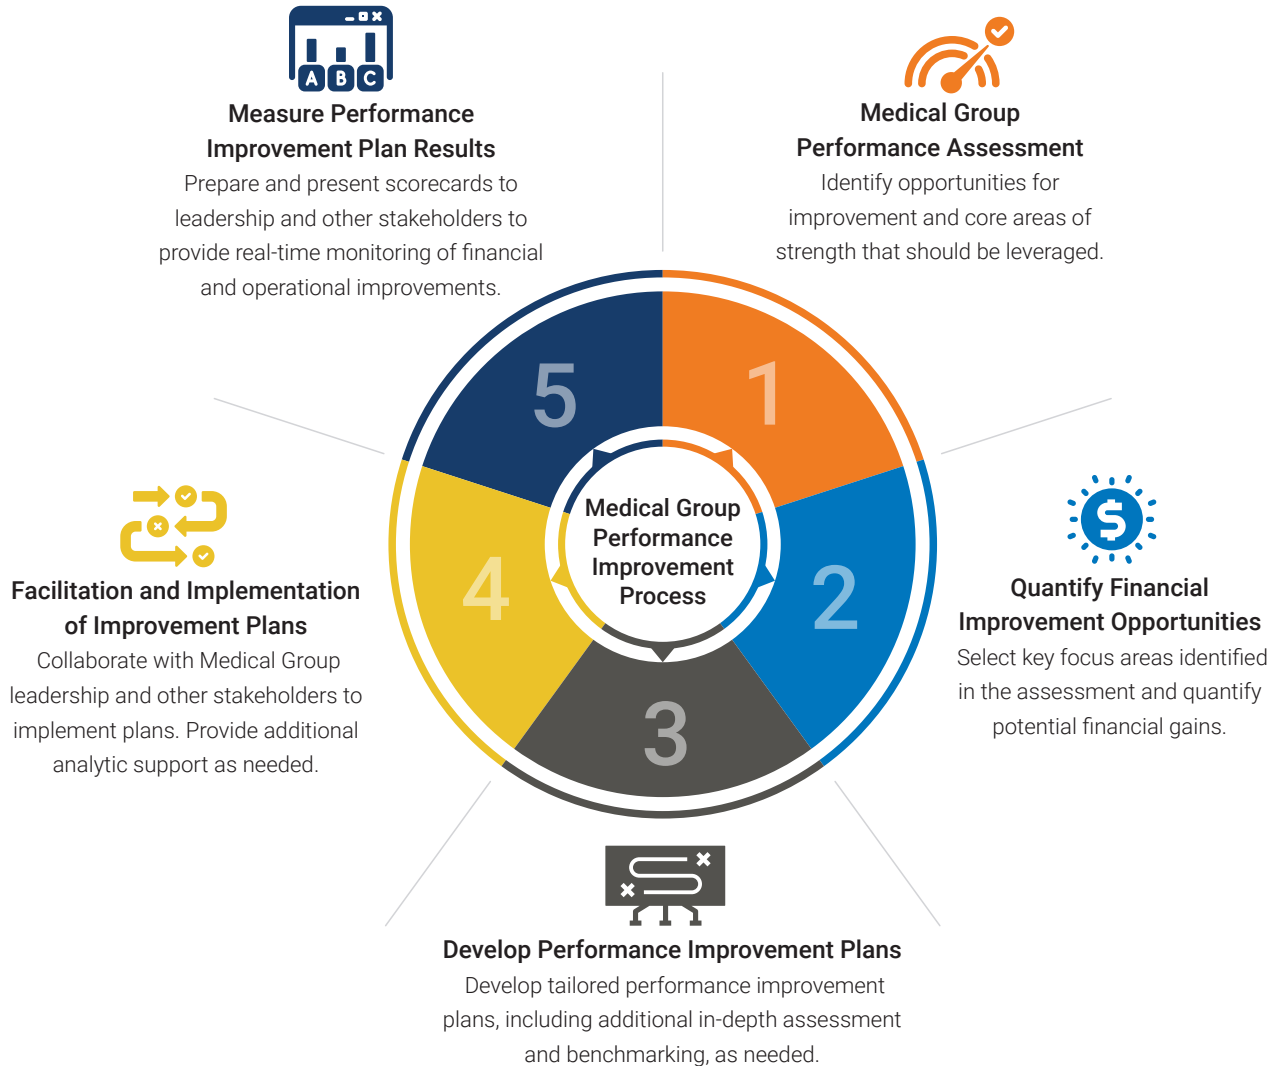 A B C
Measure Performance
Improvement Plan Results
Prepare and present scorecards to
leadership and other stakeholders to
provide real-time monitoring of financial
and operational improvements.
Medical Group
Performance Assessment
Identify opportunities for
improvement and core areas of
strength that should be leveraged.
5
1
Medical Group
Performance
Improvement
Process
4
2
3
Facilitation and Implementation
of Improvement Plans
Collaborate with Medical Group
leadership and other stakeholders to
implement plans. Provide additional
analytic support as needed.
$
Quantify Financial
Improvement Opportunities
Select key focus areas identified
in the assessment and quantify
potential financial gains.
Develop Performance Improvement Plans
Develop tailored performance improvement
plans, including additional in-depth assessment
and benchmarking, as needed.